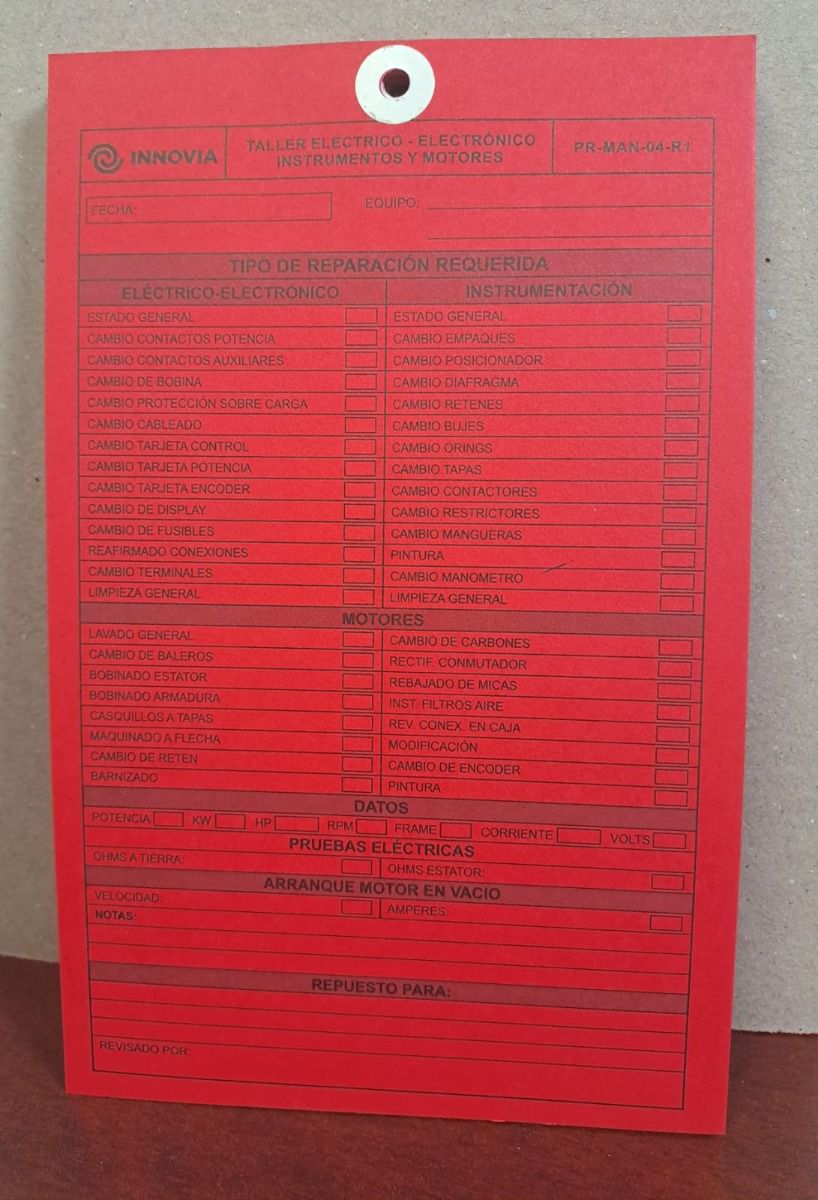 INNOVIA
TALLER ELÉCTRICO - ELECTRÓNICO
INSTRUMENTOS Y MOTORES
PR-MAN-04-R1
FECHA:
EQUIPO:
TIPO DE REPARACIÓN REQUERIDA
ELÉCTRICO-ELECTRÓNICO
ESTADO GENERAL
CAMBIO CONTACTOS POTENCIA
CAMBIO CONTACTOS AUXILIARES
CAMBIO DE BOBINA
CAMBIO PROTECCIÓN SOBRE CARGA
CAMBIO CABLEADO
CAMBIO TARJETA CONTROL
CAMBIO TARJETA POTENCIA
CAMBIO TARJETA ENCODER
CAMBIO DE DISPLAY
CAMBIO DE FUSIBLES
REAFIRMADO CONEXIONES
CAMBIO TERMINALES
LIMPIEZA GENERAL
INSTRUMENTACIÓN
ESTADO GENERAL
CAMBIO EMPAQUES
CAMBIO POSICIONADOR
CAMBIO DIAFRAGMA
CAMBIO RETENES
CAMBIO BUJES
CAMBIO ORINGS
CAMBIO TAPAS
CAMBIO CONTACTORES
CAMBIO RESTRICTORES
CAMBIO MANGUERAS
PINTURA
CAMBIO MANOMETRO
LIMPIEZA GENERAL
MOTORES
LAVADO GENERAL
CAMBIO DE BALEROS
BOBINADO ESTATOR
BOBINADO ARMADURA
CASQUILLOS A TAPAS
MAQUINADO A FLECHA
CAMBIO DE RETEN
BARNIZADO
CAMBIO DE CARBONES
RECTIF. CONMUTADOR
REBAJADO DE MICAS
INST. FILTROS AIRE
REV. CONEX. EN CAJA
MODIFICACIÓN
CAMBIO DE ENCODER
PINTURA
DATOS
POTENCIA KW HP RPM FRAME CORRIENTE VOLTS
PRUEBAS ELÉCTRICAS
OHMS A TIERRA:
OHMS ESTATOR:
ARRANQUE MOTOR EN VACIO
VELOCIDAD:
AMPERES
NOTAS:
REPUESTO PARA:
REVISADO POR: